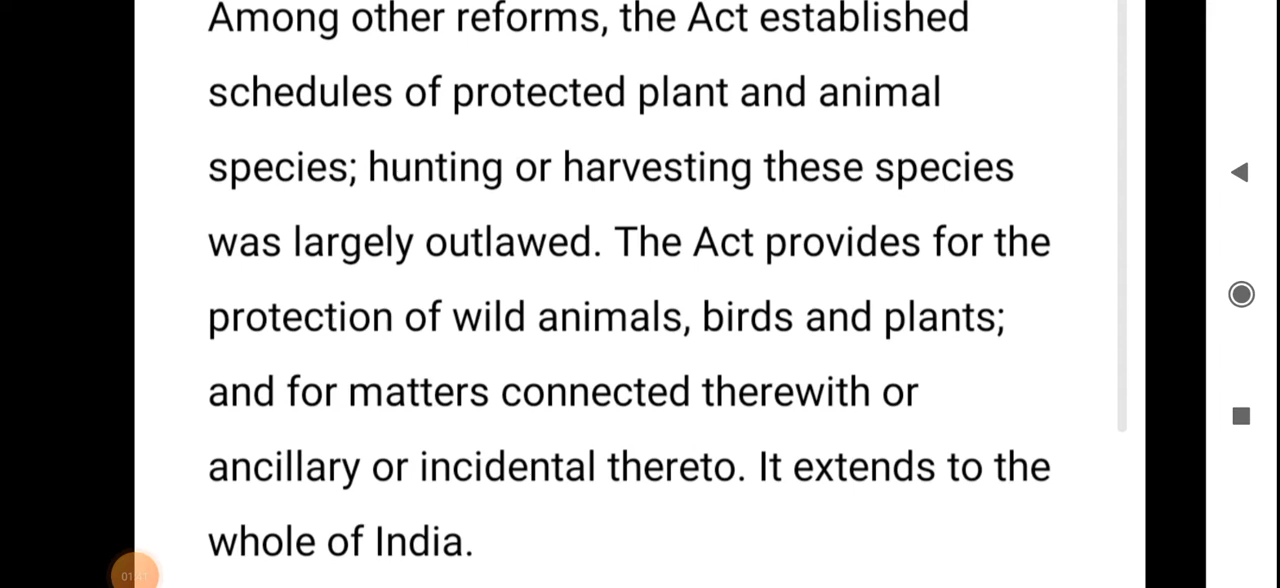 Among other reforms, the Act established
schedules of protected plant and animal
species; hunting or harvesting these species
was largely outlawed. The Act provides for the
protection of wild animals, birds and plants;
and for matters connected therewith or
ancillary or incidental thereto. It extends to the
whole of India.